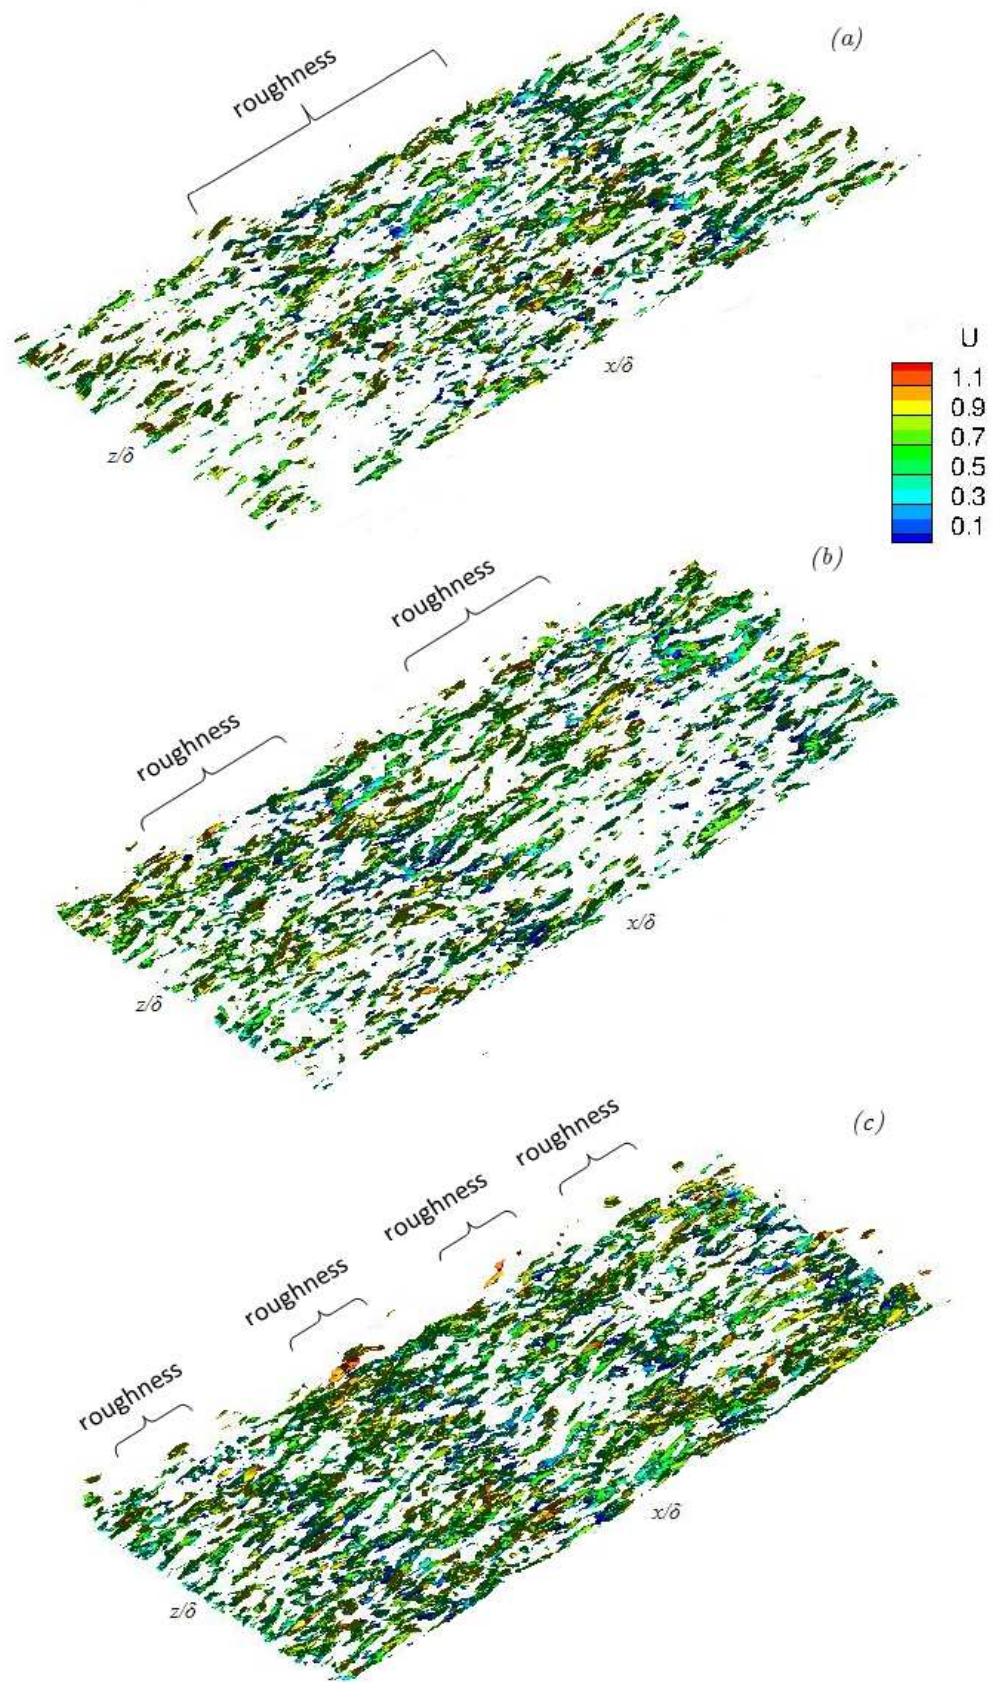 (a)
roughness
x/δ
z/δ
U
1.1
0.9
0.7
0.5
0.3
0.1
(b)
roughness
roughness
x/δ
z/δ
(c)
roughness
roughness
roughness
roughness
x/δ
z/δ